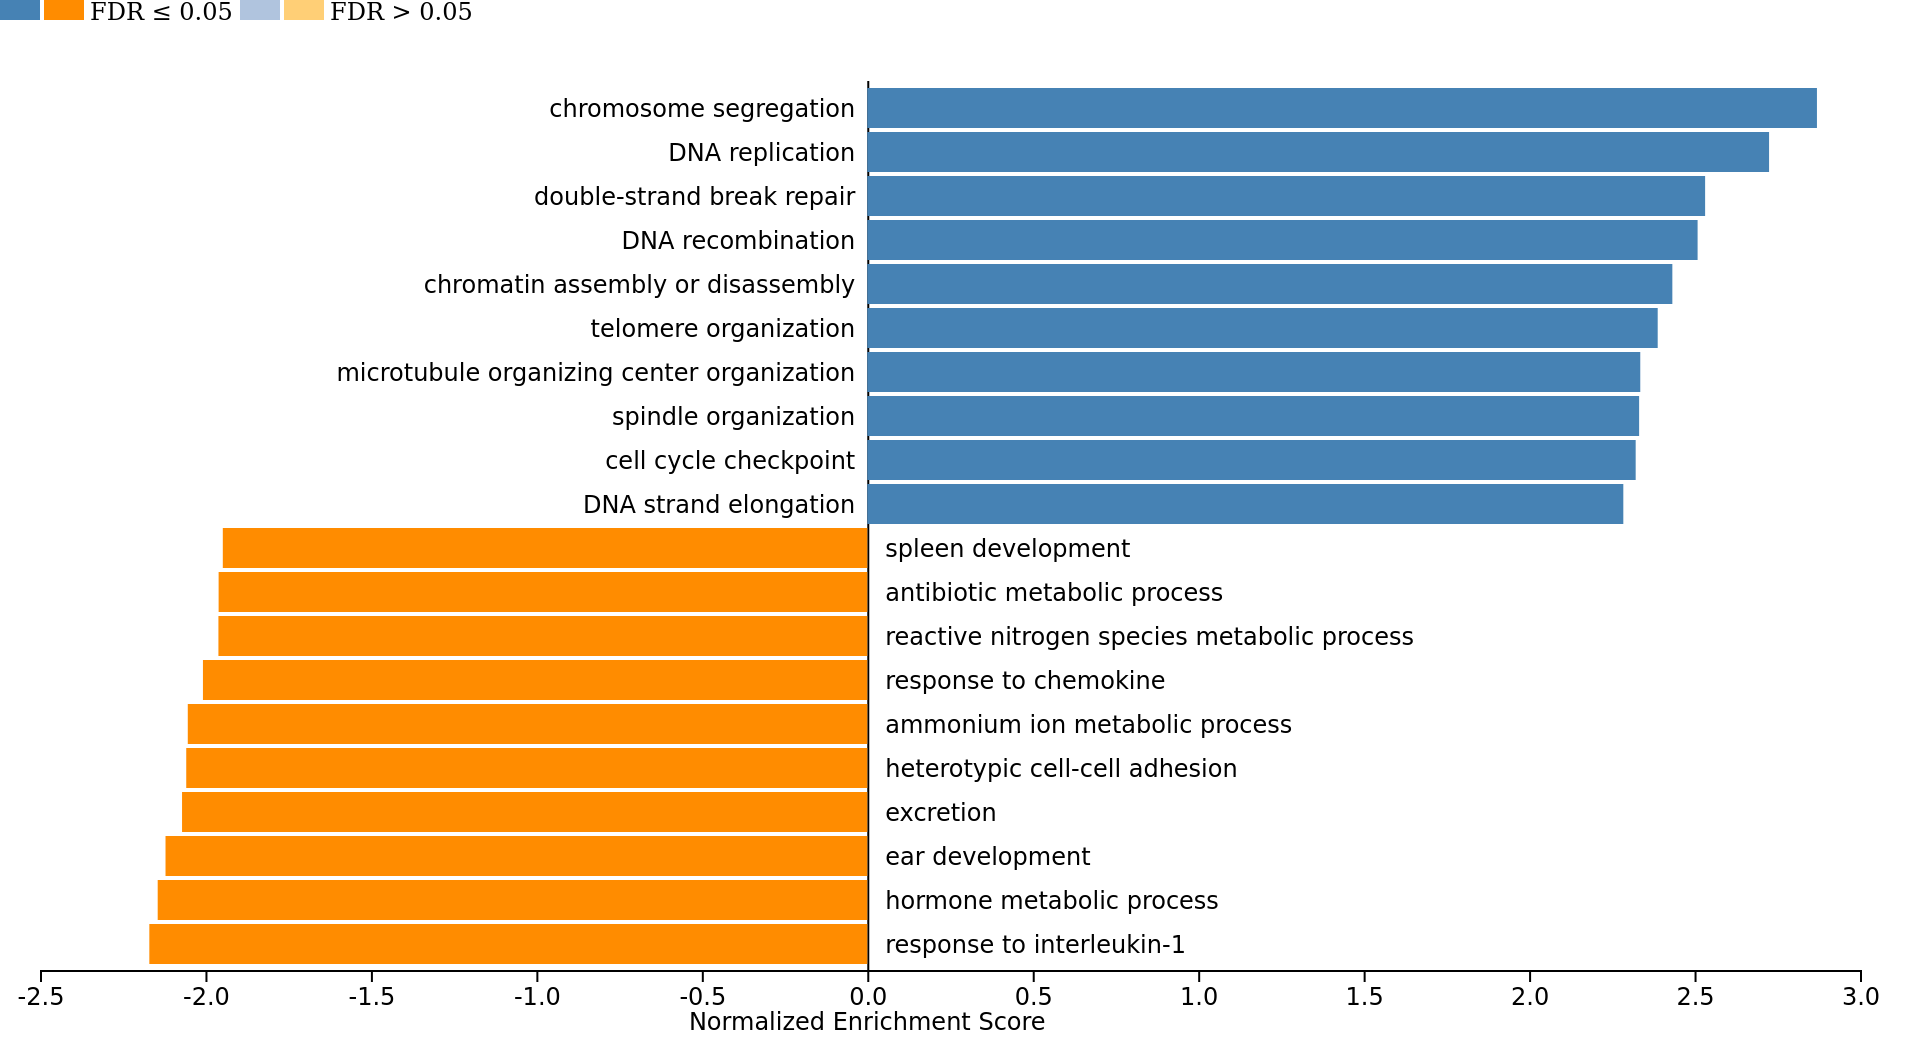 FDR ≤ 0.05 FDR > 0.05
chromosome segregation
DNA replication
double-strand break repair
DNA recombination
chromatin assembly or disassembly
telomere organization
microtubule organizing center organization
spindle organization
cell cycle checkpoint
DNA strand elongation
spleen development
antibiotic metabolic process
reactive nitrogen species metabolic process
response to chemokine
ammonium ion metabolic process
heterotypic cell-cell adhesion
excretion
ear development
hormone metabolic process
response to interleukin-1
-2.5 -2.0 -1.5 -1.0 -0.5 0.0 0.5 1.0 1.5 2.0 2.5 3.0
Normalized Enrichment Score